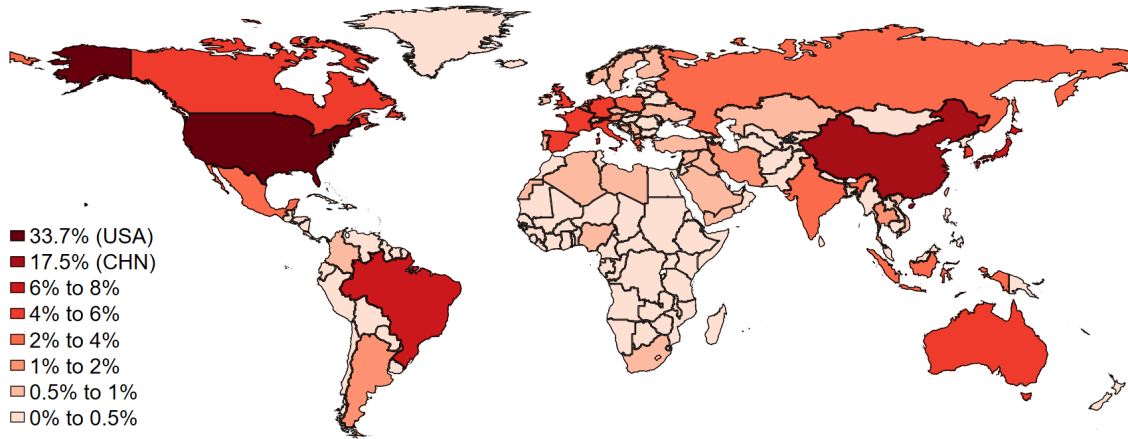 33.7% (USA)
17.5% (CHN)
6% to 8%
4% to 6%
2% to 4%
1% to 2%
0.5% to 1%
0% to 0.5%